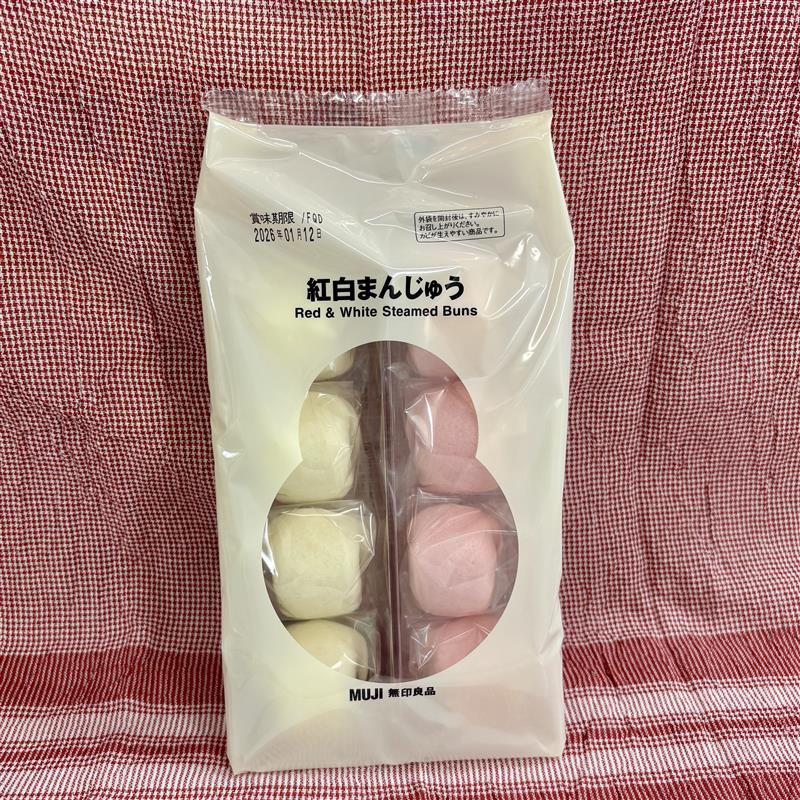 賞味期限 /FQD
2026年01月12日
外袋を開封後は、すみやかに
お召し上がりください。
カビが生えやすい商品です。
紅白まんじゅう
Red & White Steamed Buns
MUJI 無印良品